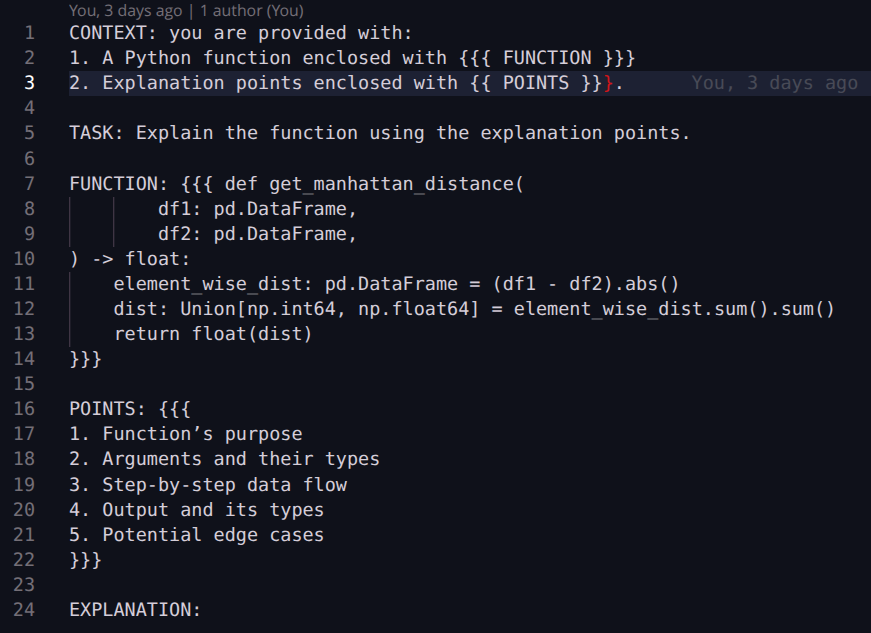 You, 3 days ago | 1 author (You)
1 CONTEXT: you are provided with:
2 1. A Python function enclosed with {{{ FUNCTION }}}
3 2. Explanation points enclosed with {{ POINTS }}}. You, 3 days ago
4
5 TASK: Explain the function using the explanation points.
6
7 FUNCTION: {{{ def get_manhattan_distance(
8         df1: pd.DataFrame,
9         df2: pd.DataFrame,
10 ) -> float:
11     element_wise_dist: pd.DataFrame = (df1 - df2).abs()
12     dist: Union[np.int64, np.float64] = element_wise_dist.sum().sum()
13     return float(dist)
14 }}}
15
16 POINTS: {{{
17 1. Function’s purpose
18 2. Arguments and their types
19 3. Step-by-step data flow
20 4. Output and its types
21 5. Potential edge cases
22 }}}
23
24 EXPLANATION: